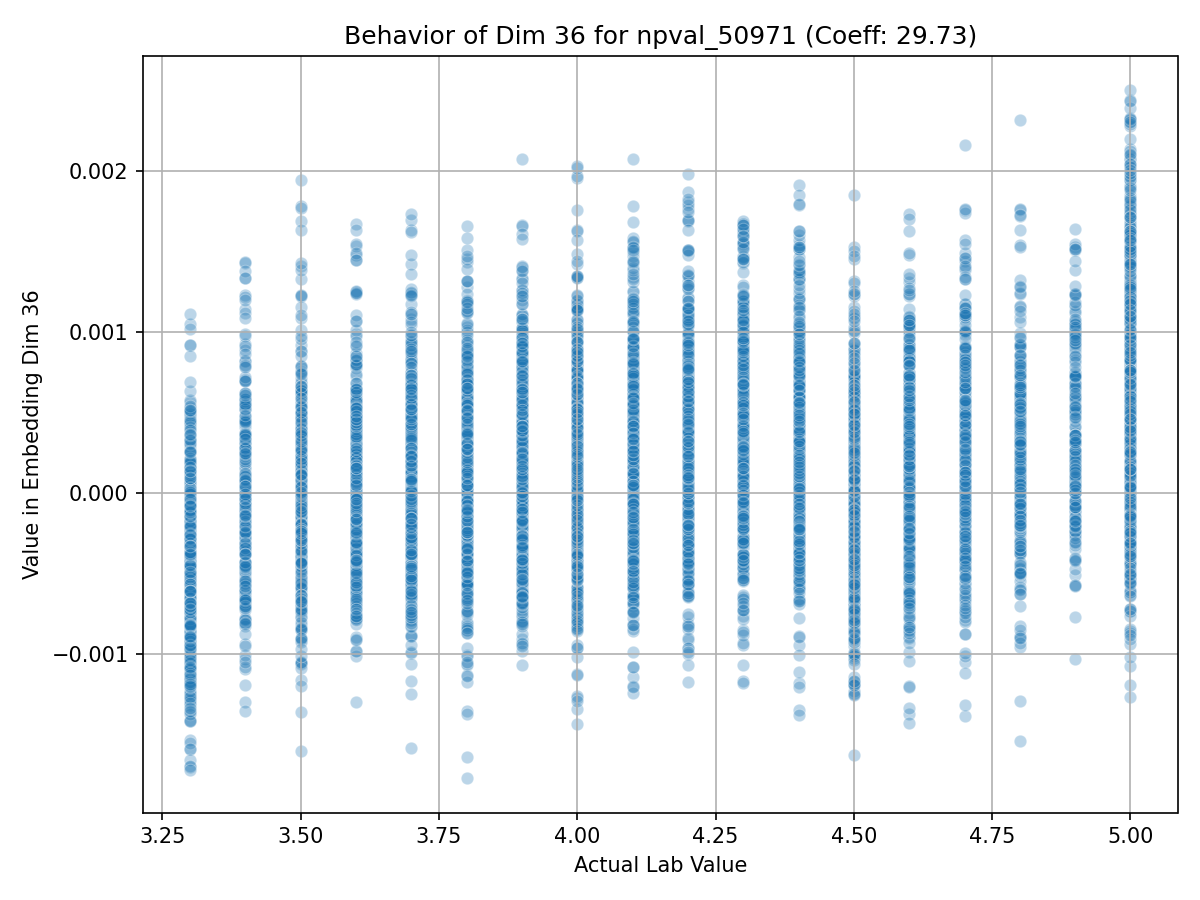 Behavior of Dim 36 for npval_50971 (Coeff: 29.73)
Value in Embedding Dim 36
0.002
0.001
0.000
−0.001
3.25 3.50 3.75 4.00 4.25 4.50 4.75 5.00
Actual Lab Value